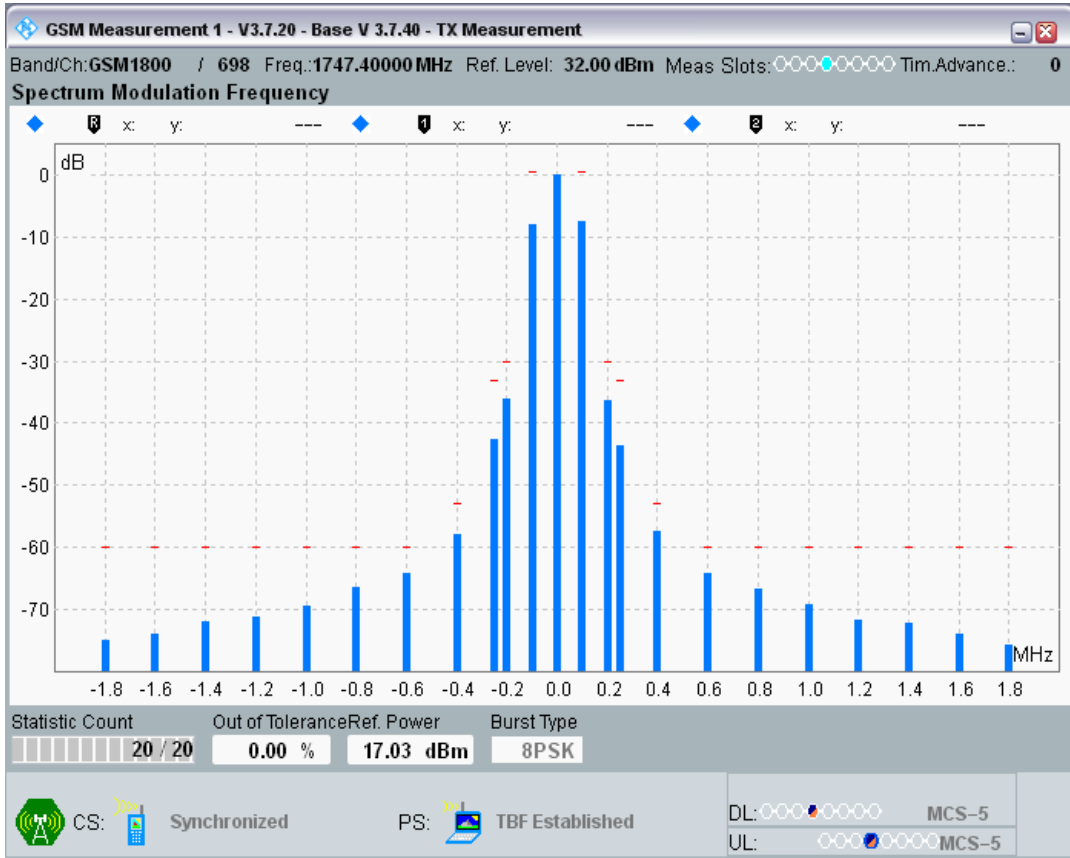 GSM Measurement 1 - V3.7.20 - Base V 3.7.40 - TX Measurement
Band/Ch:GSM1800 / 698 Freq.:1747.40000 MHz Ref. Level: 32.00 dBm Meas Slots: Tim.Advance.: 0
Spectrum Modulation Frequency
R x: y: --- 1 x: y: --- 2 x: y: ---
dB
0
-10
-20
-30
-40
-50
-60
-70
MHz
-1.8 -1.6 -1.4 -1.2 -1.0 -0.8 -0.6 -0.4 -0.2 0.0 0.2 0.4 0.6 0.8 1.0 1.2 1.4 1.6 1.8
Statistic Count Out of Tolerance Ref. Power Burst Type
20 / 20 0.00 % 17.03 dBm 8PSK
CS: Synchronized PS: TBF Established
DL: MCS-5
UL: MCS-5